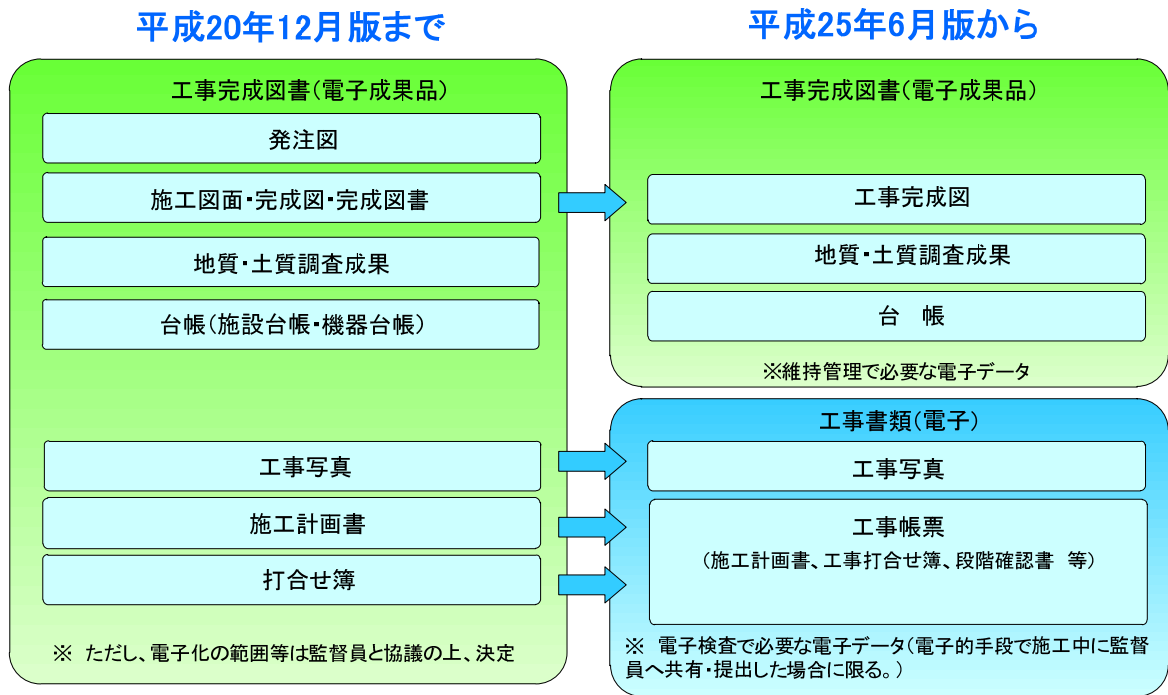 平成20年12月版まで
工事完成図書(電子成果品)
発注図
施工図面・完成図・完成図書
地質・土質調査成果
台帳(施設台帳・機器台帳)
工事写真
施工計画書
打合せ簿
※ ただし、電子化の範囲等は監督員と協議の上、決定
平成25年6月版から
工事完成図書(電子成果品)
工事完成図
地質・土質調査成果
台　帳
※維持管理で必要な電子データ
工事書類(電子)
工事写真
工事帳票
(施工計画書、工事打合せ簿、段階確認書　等)
※ 電子検査で必要な電子データ(電子的手段で施工中に監督
員へ共有・提出した場合に限る。)